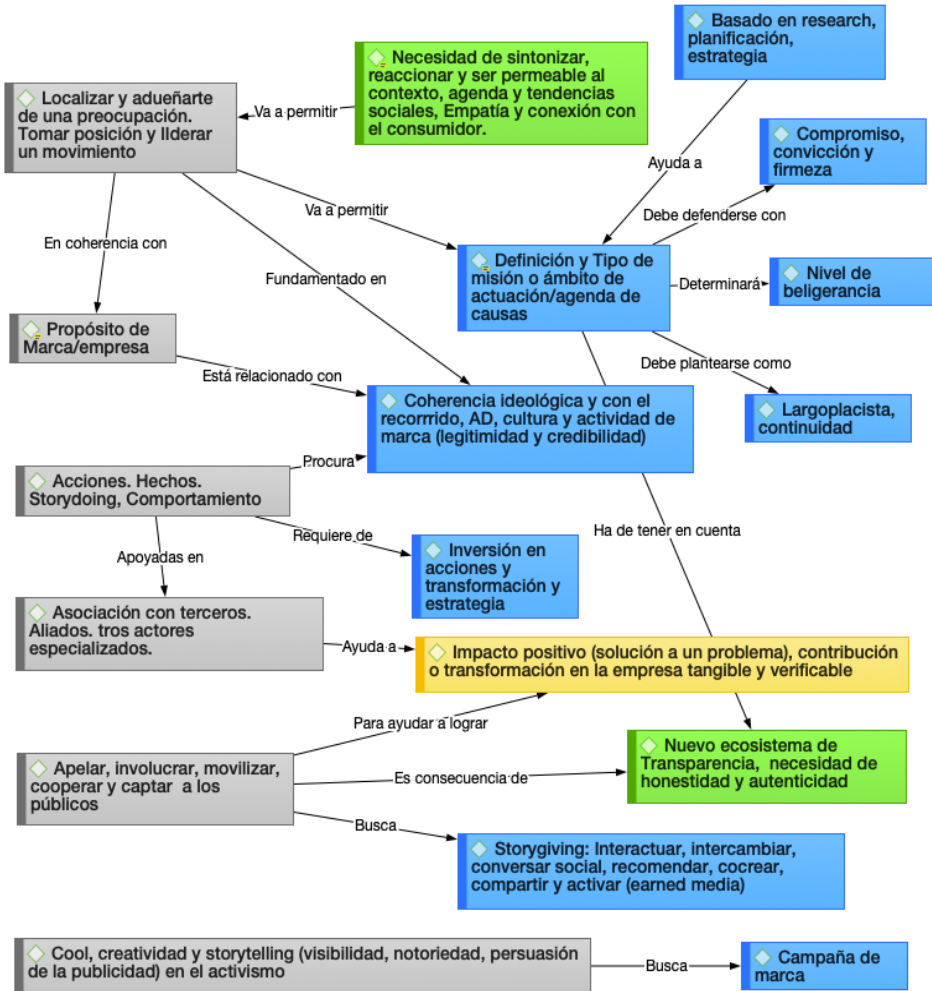 Basado en research,
planificación,
estrategia
Necesidad de sintonizar,
reaccionar y ser permeable al
contexto, agenda y tendencias
sociales, Empatía y conexión con
el consumidor.
Localizar y adueñarte
de una preocupación.
Tomar posición y lIderar
un movimiento
Va a permitir
Compromiso,
convicción y
firmeza
Ayuda a
Va a permitir
Debe defenderse con
En coherencia con
Fundamentado en
Definición y Tipo de
misión o ámbito de
actuación/agenda de
causas
Determinará
Nivel de
beligerancia
Propósito de
Marca/empresa
Está relacionado con
Debe plantearse como
Coherencia ideológica y con el
recorrrido, AD, cultura y actividad de
marca (legitimidad y credibilidad)
Largoplacista,
continuidad
Procura
Acciones. Hechos.
Storydoing, Comportamiento
Requiere de
Ha de tener en cuenta
Apoyadas en
Inversión en
acciones y
transformación y
estrategia
Asociación con terceros.
Aliados. tros actores
especializados.
Ayuda a
Impacto positivo (solución a un problema), contribución
o transformación en la empresa tangible y verificable
Para ayudar a lograr
Apelar, involucrar, movilizar,
cooperar y captar a los
públicos
Es consecuencia de
Nuevo ecosistema de
Transparencia, necesidad de
honestidad y autenticidad
Busca
Storygiving: Interactuar, intercambiar,
conversar social, recomendar, cocrear,
compartir y activar (earned media)
Cool, creatividad y storytelling (visibilidad, notoriedad, persuasión
de la publicidad) en el activismo
Busca
Campaña de
marca